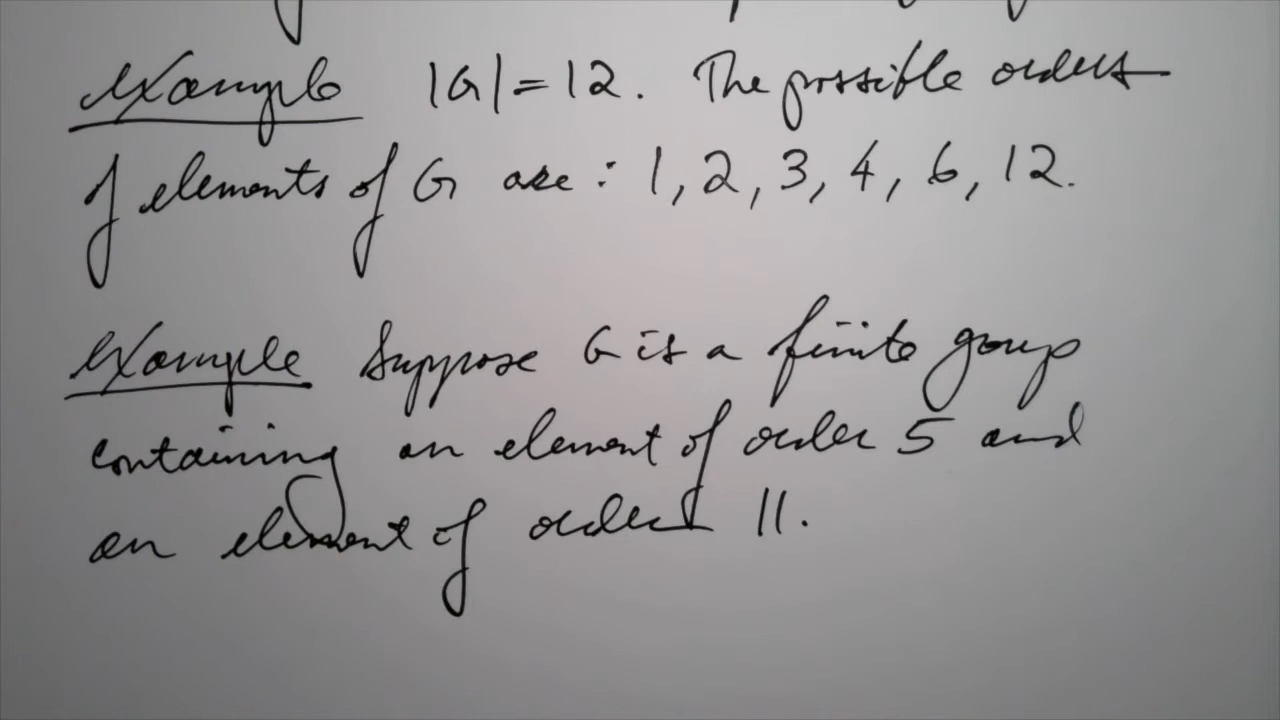 Example |G| = 12. The possible orders
of elements of G are : 1, 2, 3, 4, 6, 12.
Example Suppose G is a finite group
containing an element of order 5 and
an element of order 11.